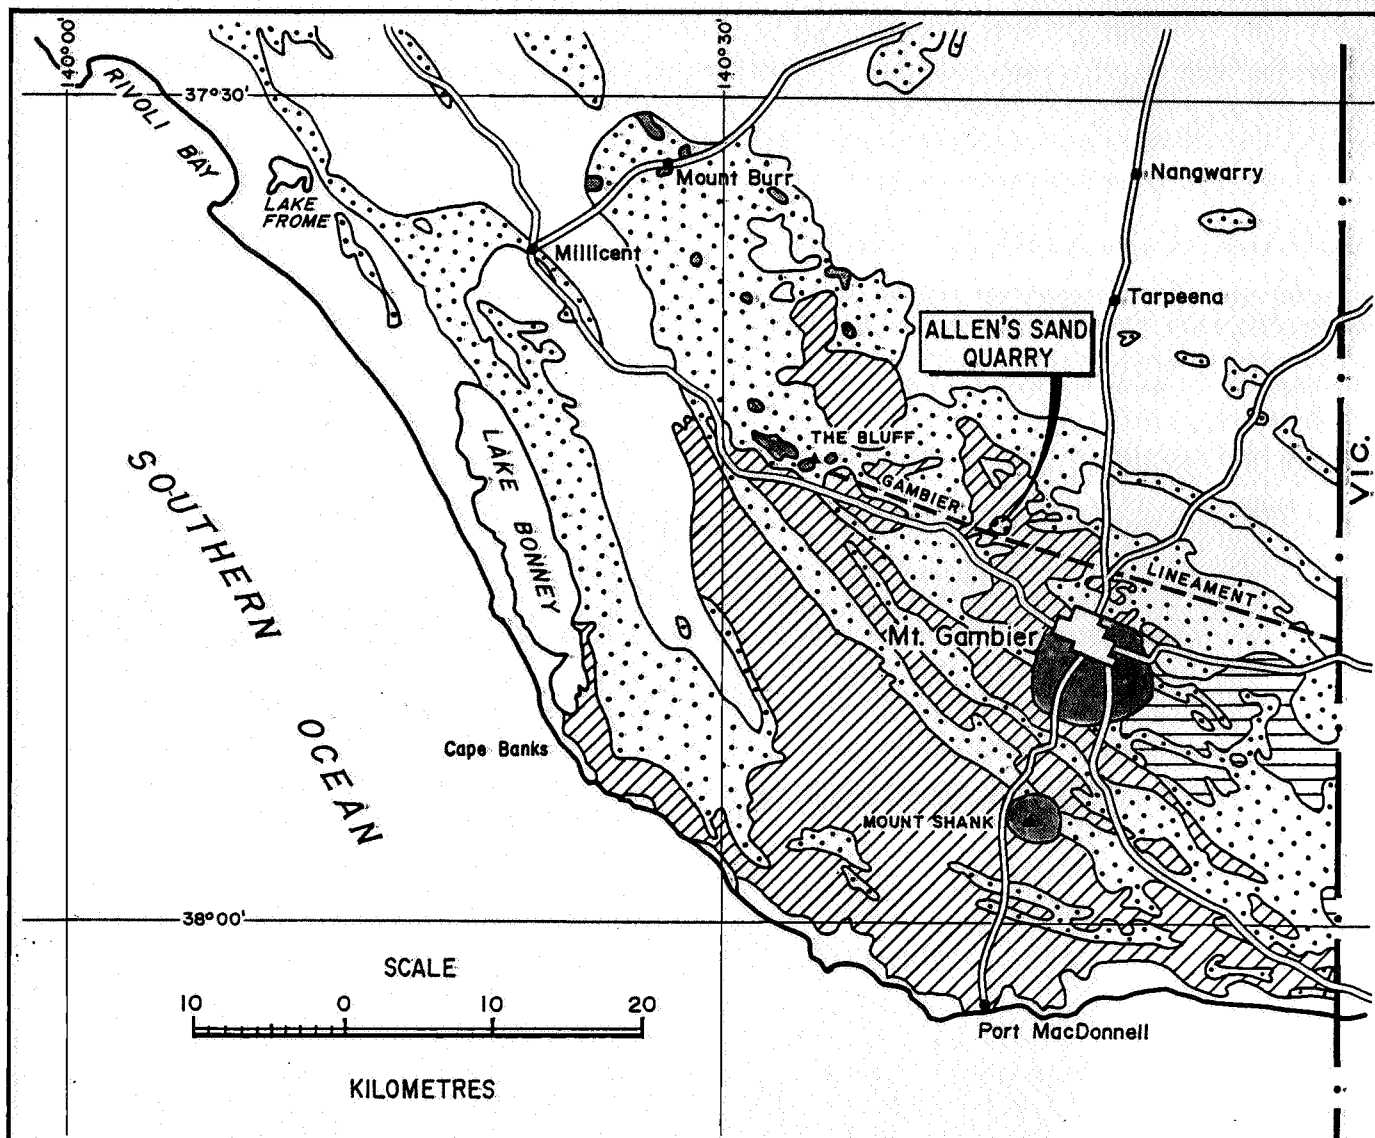 140°00'
140°30'
37°30'
RIVOLI BAY
LAKE
FROME
Mount Burr
Nangwarry
Millicent
Tarpeena
ALLEN'S SAND
QUARRY
THE BLUFF
VIC.
GAMBIER
LINEAMENT
LAKE BONNEY
SOUTHERN
OCEAN
Mt. Gambier
Cape Banks
MOUNT SHANK
38°00'
SCALE
10 0 10 20
KILOMETRES
Port MacDonnell